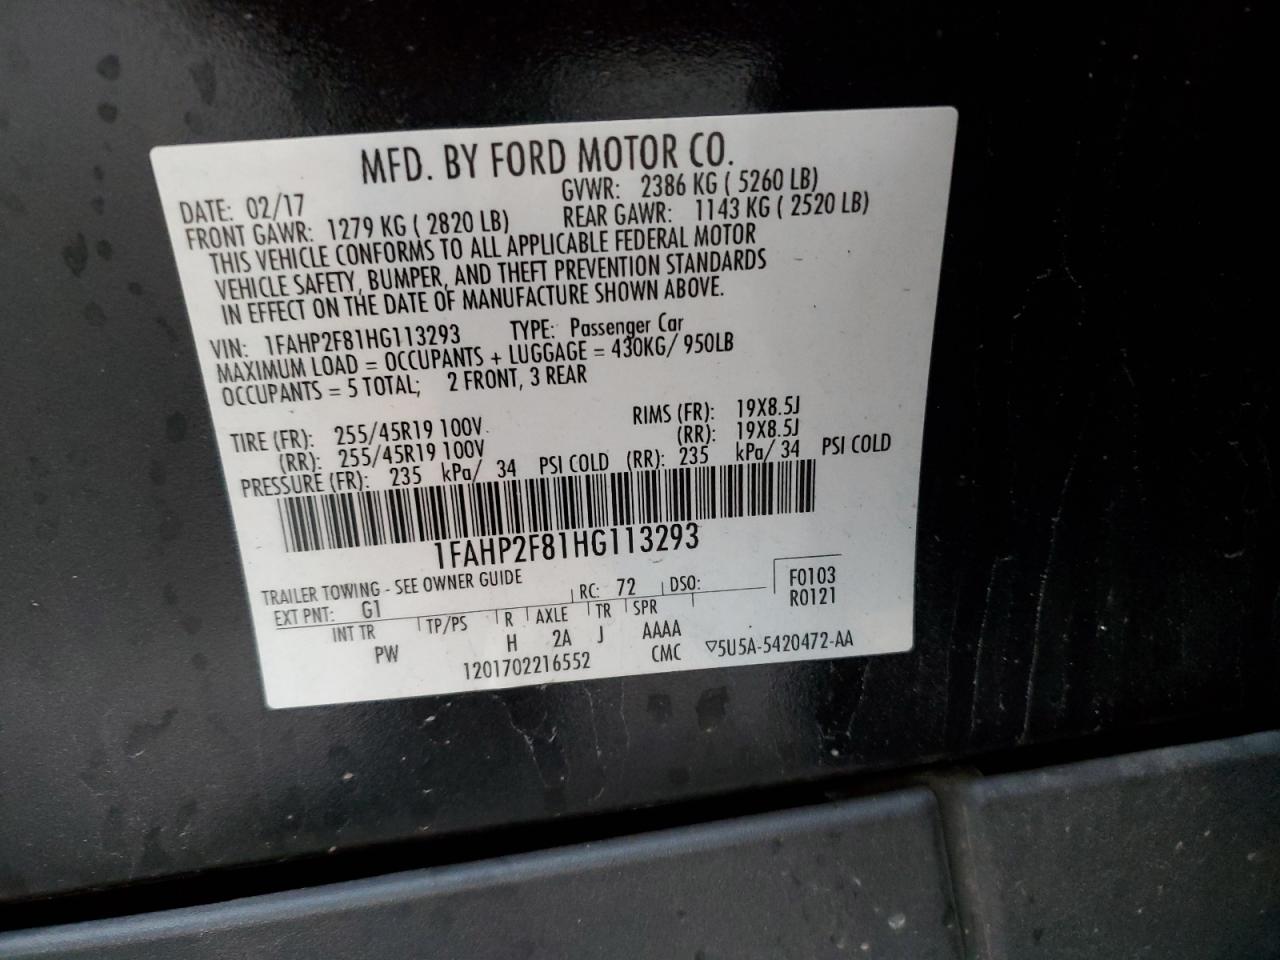 MFD. BY FORD MOTOR CO.
DATE: 02/17 GVWR: 2386 KG ( 5260 LB)
FRONT GAWR: 1279 KG ( 2820 LB) REAR GAWR: 1143 KG ( 2520 LB)
THIS VEHICLE CONFORMS TO ALL APPLICABLE FEDERAL MOTOR
VEHICLE SAFETY, BUMPER, AND THEFT PREVENTION STANDARDS
IN EFFECT ON THE DATE OF MANUFACTURE SHOWN ABOVE.
VIN: 1FAHP2F81HG113293 TYPE: Passenger Car
MAXIMUM LOAD = OCCUPANTS + LUGGAGE = 430KG/ 950LB
OCCUPANTS = 5 TOTAL; 2 FRONT, 3 REAR
TIRE (FR): 255/45R19 100V. RIMS (FR): 19X8.5J
(RR): 255/45R19 100V (RR): 19X8.5J
PRESSURE (FR): 235 kPa/ 34 PSI COLD (RR): 235 kPa/ 34 PSI COLD
1FAHP2F81HG113293
TRAILER TOWING - SEE OWNER GUIDE
EXT PNT: G1 RC: 72 DSO: F0103
R0121
INT TR TP/PS R AXLE TR SPR
PW H 2A J AAAA
1201702216552 CMC ▽5U5A-5420472-AA